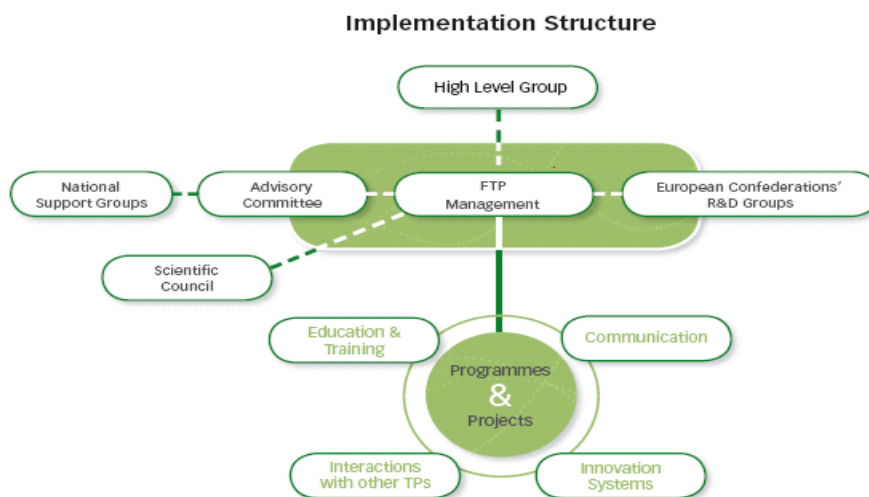 Implementation Structure
High Level Group
National
Support Groups
Advisory
Committee
FTP
Management
European Confederations’
R&D Groups
Scientific
Council
Education &
Training
Communication
Programmes
&
Projects
Interactions
with other TPs
Innovation
Systems